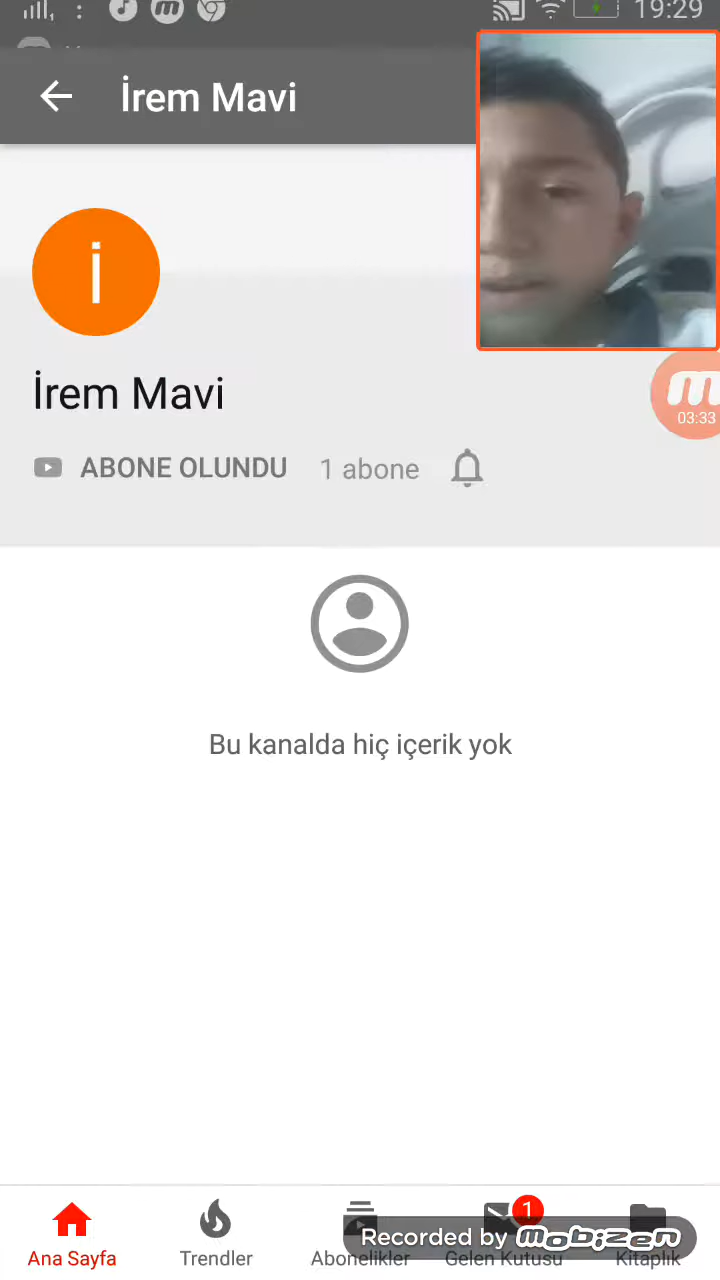 19:29
İrem Mavi
İ
İrem Mavi
03:33
ABONE OLUNDU 1 abone
Bu kanalda hiç içerik yok
1
Recorded by mobizen
Ana Sayfa Trendler Abonelikler Gelen Kutusu Kitaplık